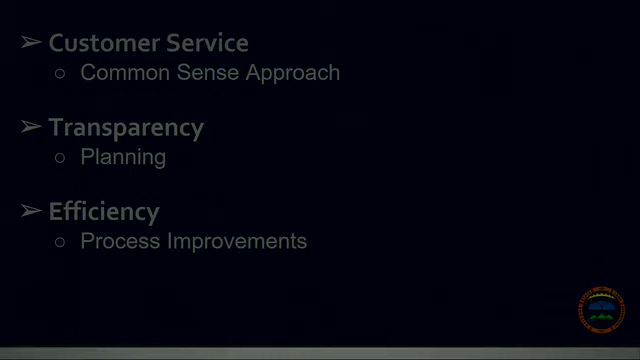 ➢ Customer Service
○ Common Sense Approach
➢ Transparency
○ Planning
➢ Efficiency
○ Process Improvements